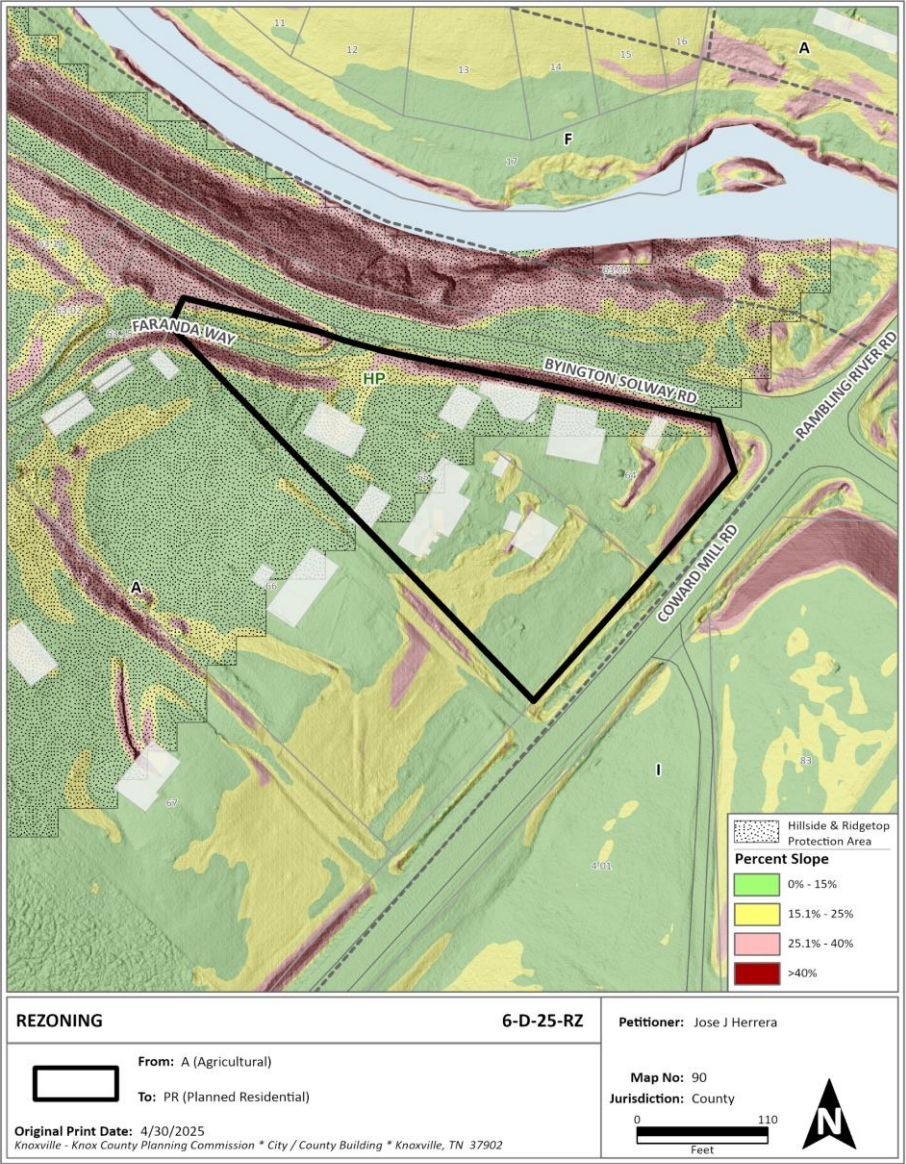 11
12
13
14
15
16
A
F
17
FARANDA WAY
HP
BYINGTON SOLWAY RD
RAMBLING RIVER RD
64
COWARD MILL RD
A
66
67
I
83
4.01
Hillside & Ridgetop
Protection Area
Percent Slope
0% - 15%
15.1% - 25%
25.1% - 40%
>40%
REZONING
6-D-25-RZ
From: A (Agricultural)
To: PR (Planned Residential)
Original Print Date: 4/30/2025
Knoxville - Knox County Planning Commission * City / County Building * Knoxville, TN 37902
Petitioner: Jose J Herrera
Map No: 90
Jurisdiction: County
0 110
Feet
N